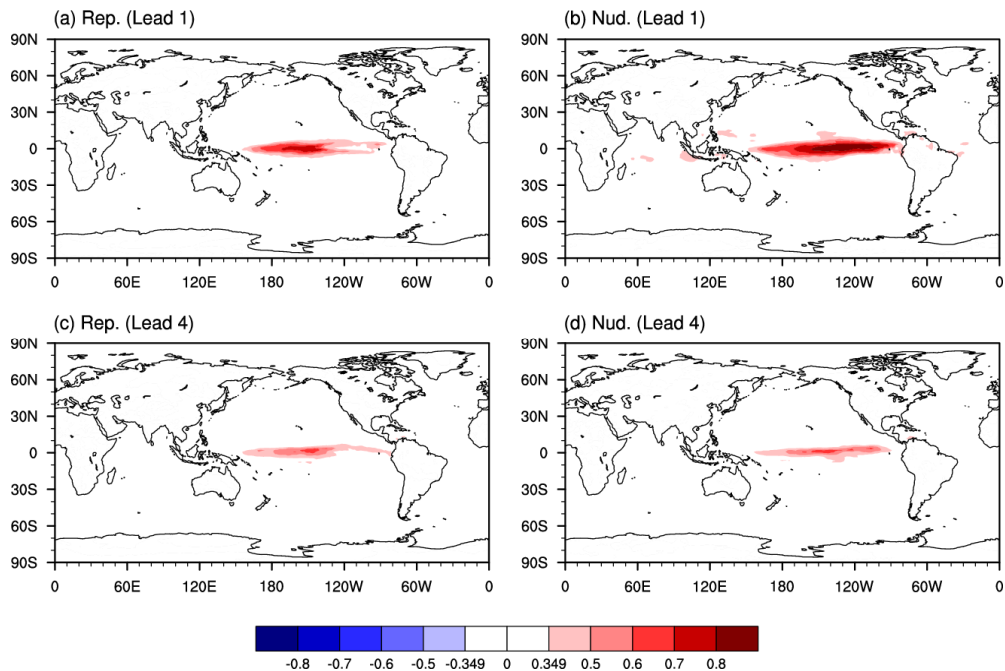 (a) Rep. (Lead 1)
90N
60N
30N
0
30S
60S
90S
0 60E 120E 180 120W 60W 0
(b) Nud. (Lead 1)
90N
60N
30N
0
30S
60S
90S
0 60E 120E 180 120W 60W 0
(c) Rep. (Lead 4)
90N
60N
30N
0
30S
60S
90S
0 60E 120E 180 120W 60W 0
(d) Nud. (Lead 4)
90N
60N
30N
0
30S
60S
90S
0 60E 120E 180 120W 60W 0
-0.8 -0.7 -0.6 -0.5 -0.349 0 0.349 0.5 0.6 0.7 0.8